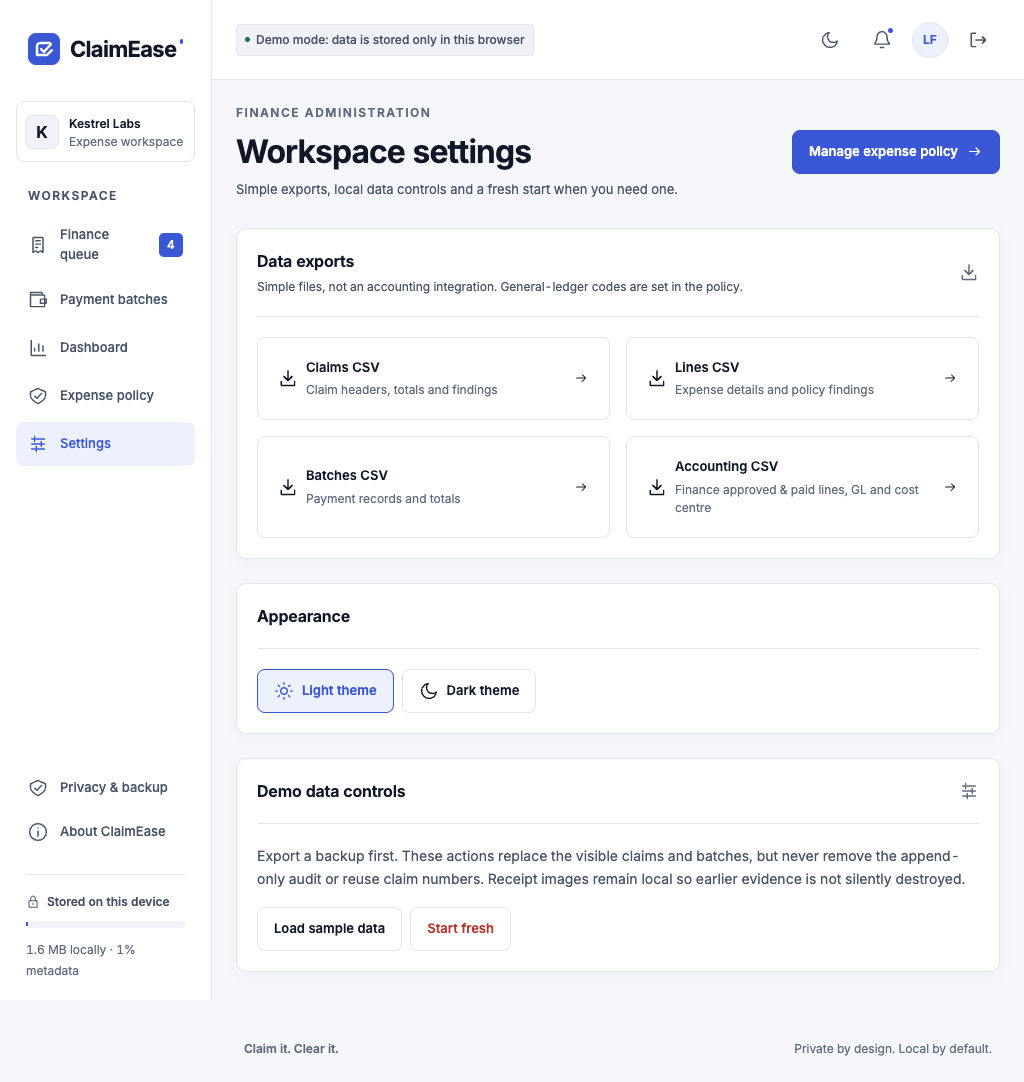 ClaimEase
Demo mode: data is stored only in this browser
LF
K
Kestrel Labs
Expense workspace
WORKSPACE
Finance
queue
4
Payment batches
Dashboard
Expense policy
Settings
Privacy & backup
About ClaimEase
Stored on this device
1.6 MB locally · 1%
metadata
FINANCE ADMINISTRATION
Workspace settings
Simple exports, local data controls and a fresh start when you need one.
Manage expense policy
Data exports
Simple files, not an accounting integration. General-ledger codes are set in the policy.
Claims CSV
Claim headers, totals and findings
Lines CSV
Expense details and policy findings
Batches CSV
Payment records and totals
Accounting CSV
Finance approved & paid lines, GL and cost
centre
Appearance
Light theme
Dark theme
Demo data controls
Export a backup first. These actions replace the visible claims and batches, but never remove the append-
only audit or reuse claim numbers. Receipt images remain local so earlier evidence is not silently destroyed.
Load sample data
Start fresh
Claim it. Clear it.
Private by design. Local by default.